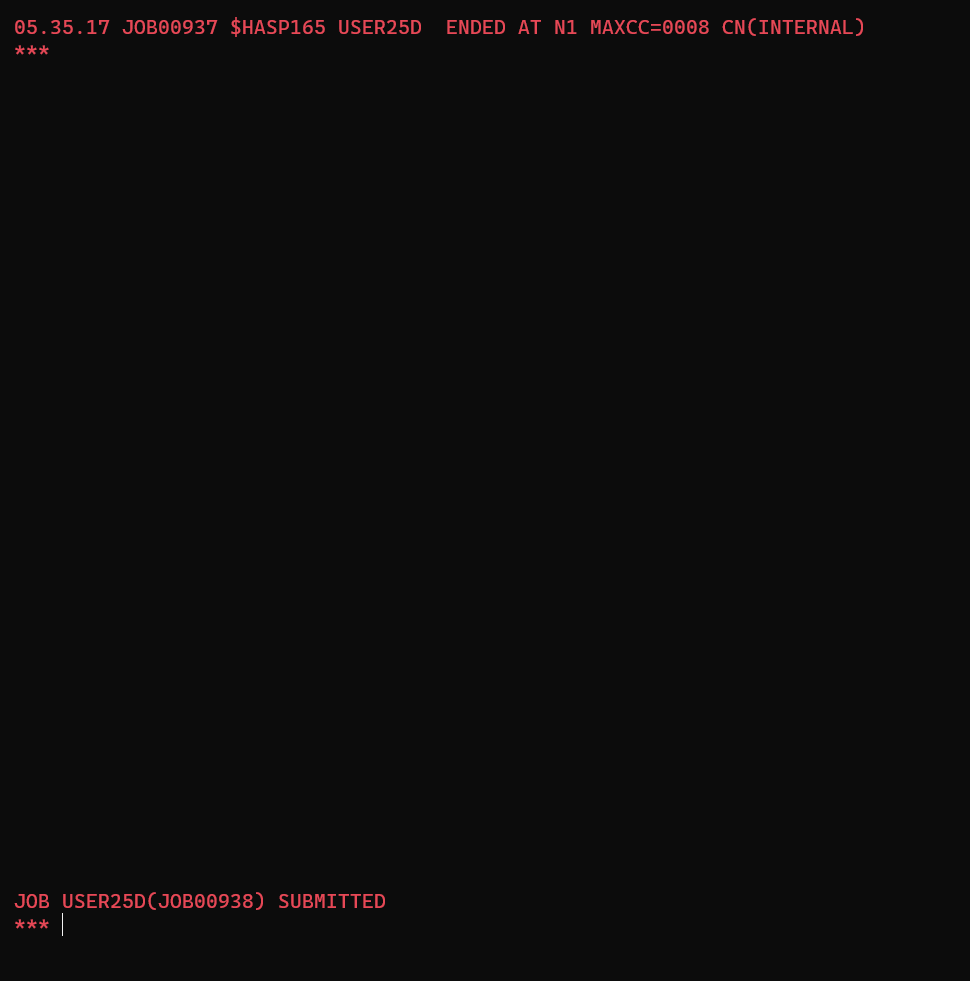 05.35.17 JOB00937 $HASP165 USER25D  ENDED AT N1 MAXCC=0008 CN(INTERNAL)
***
JOB USER25D(JOB00938) SUBMITTED
***